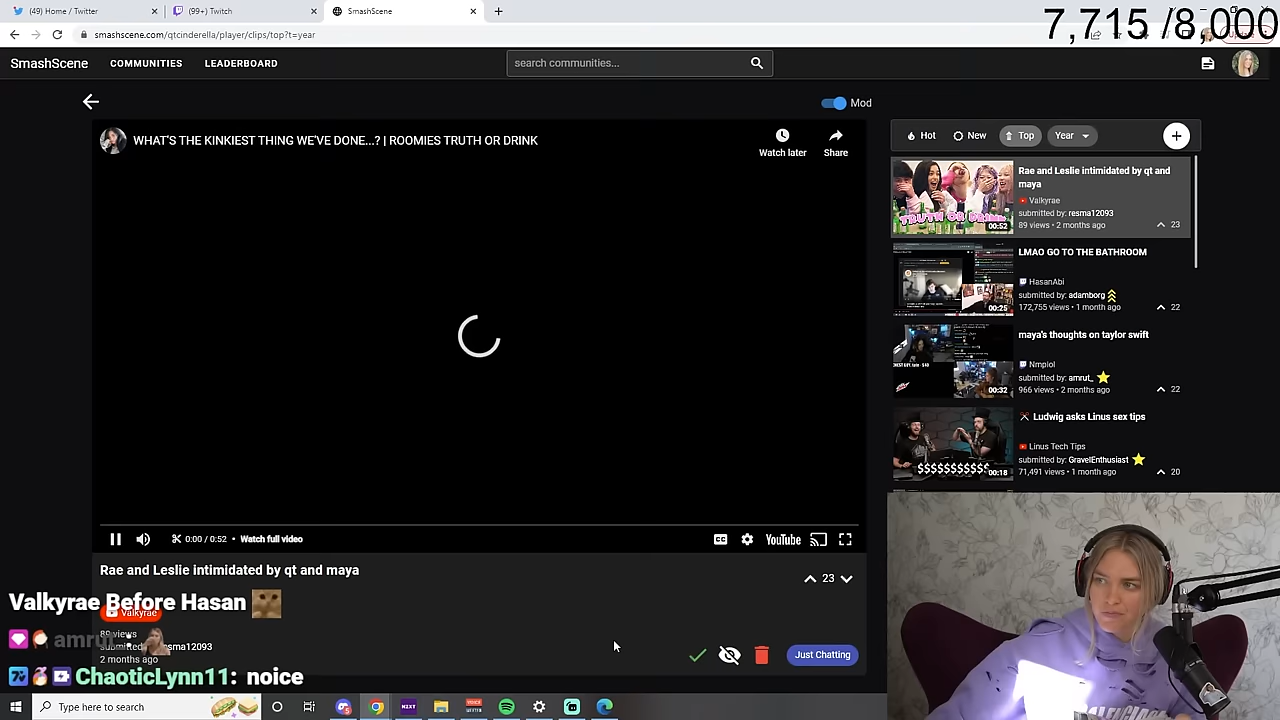 (49) Home / Twitter
(99+) Twitch
SmashScene
7,715 /8,000
smashscene.com/qtcinderella/player/clips/top?t=year
SmashScene
COMMUNITIES
LEADERBOARD
search communities...
Mod
WHAT'S THE KINKIEST THING WE'VE DONE...? | ROOMIES TRUTH OR DRINK
Watch later
Share
0:00 / 0:52 • Watch full video
CC
YouTube
Rae and Leslie intimidated by qt and maya
23
Valkyrae Before Hasan
Valkyrae
89 views
2 months ago
ChaoticLynn11: noice
Just Chatting
Hot
New
Top
Year
TRUTH OR
00:52
Rae and Leslie intimidated by qt and maya
Valkyrae
submitted by: resma12093
89 views • 2 months ago
23
00:25
LMAO GO TO THE BATHROOM
HasanAbi
submitted by: adamborg
172,755 views • 1 month ago
22
00:32
maya's thoughts on taylor swift
Nmplol
submitted by: amrut_
966 views • 2 months ago
22
$$$$$$$$$$$
00:18
Ludwig asks Linus sex tips
Linus Tech Tips
submitted by: GravelEnthusiast
71,491 views • 1 month ago
20
Type here to search